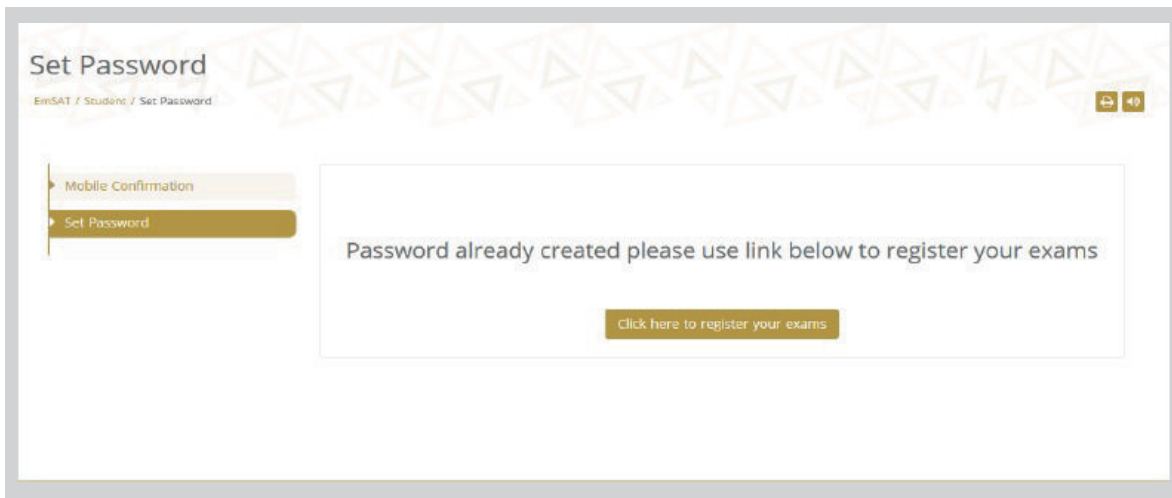 Set Password
EmSAT / Student / Set Password
Mobile Confirmation
Set Password
Password already created please use link below to register your exams
Click here to register your exams